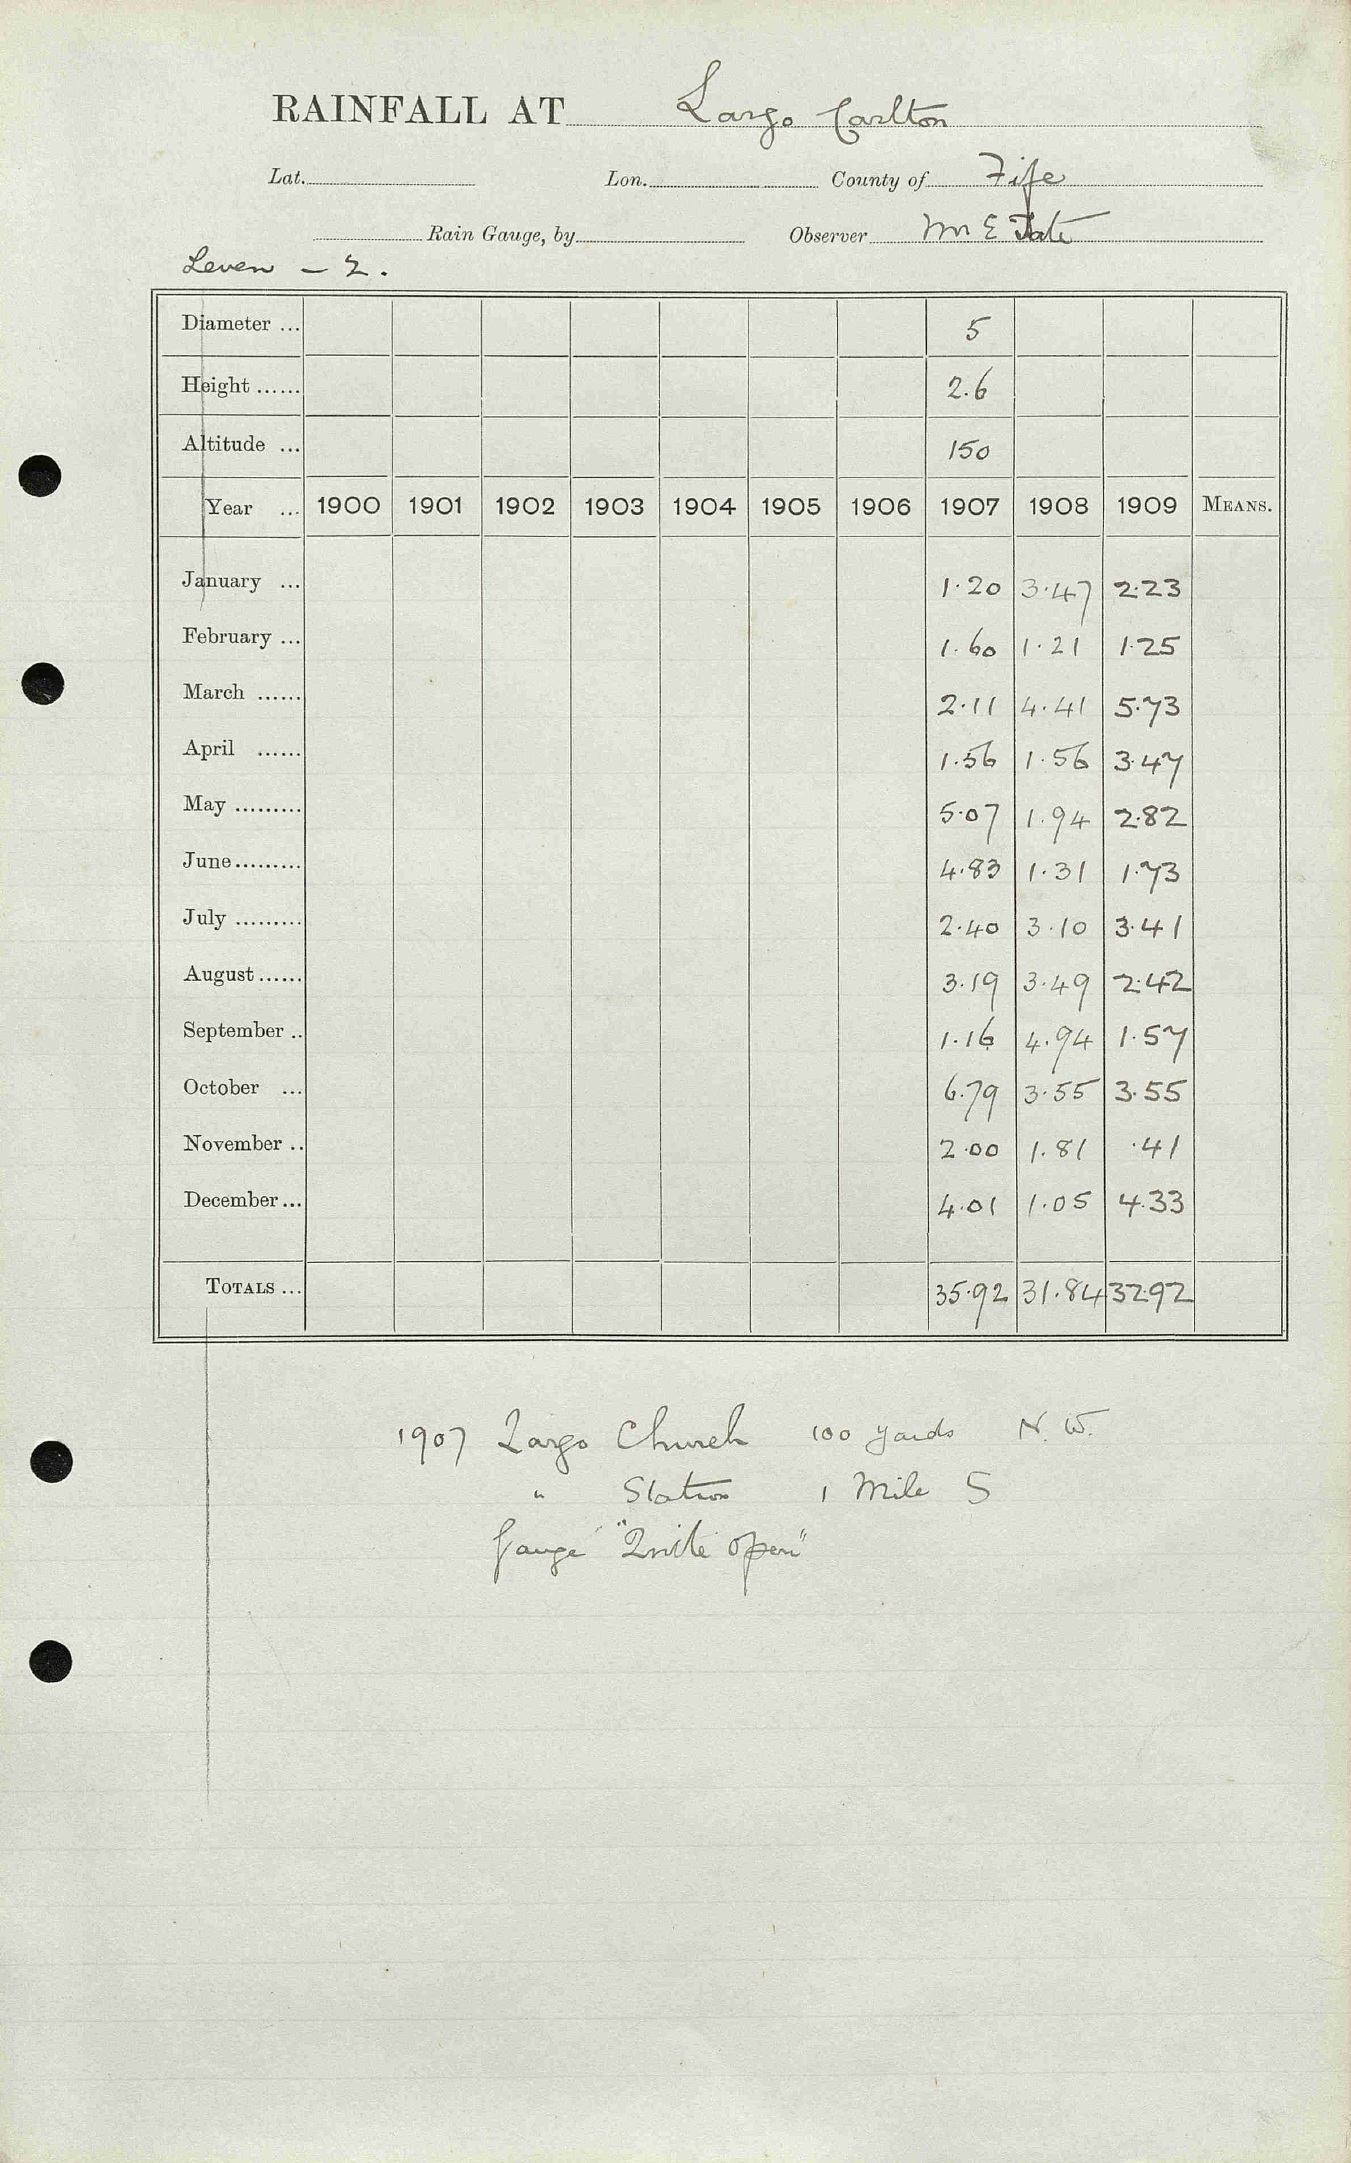 RAINFALL AT Largo Carlton
Lat. Lon. County of Fife
Rain Gauge, by Observer Mr E Tate
Leven - 2.
Diameter ... 5
Height ...... 2.6
Altitude ... 150
Year ... 1900 1901 1902 1903 1904 1905 1906 1907 1908 1909 MEANS.
January ... 1.20 3.47 2.23
February ... 1.60 1.21 1.25
March ...... 2.11 4.41 5.73
April ...... 1.56 1.56 3.47
May ......... 5.07 1.94 2.82
June......... 4.83 1.31 1.73
July ......... 2.40 3.10 3.41
August...... 3.19 3.49 2.42
September .. 1.16 4.94 1.57
October ... 6.79 3.55 3.55
November .. 2.00 1.81 .41
December... 4.01 1.05 4.33
TOTALS ... 35.92 31.84 32.92
1907 Largo Church 100 yards N. W.
" Station 1 Mile S
Gauge "Quite open"